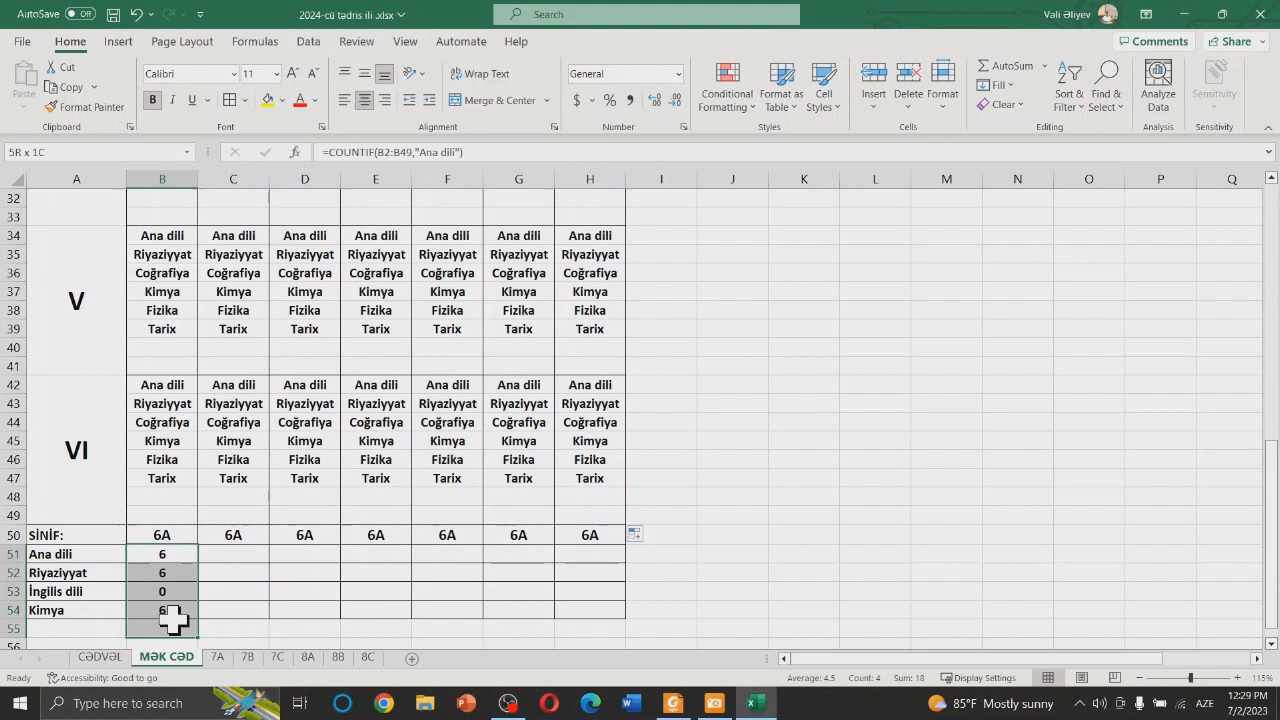 AutoSave Off 2024-cü tədris ili.xlsx Search Vəli Əliyev
File Home Insert Page Layout Formulas Data Review View Automate Help Comments Share
Paste Cut Copy Format Painter Clipboard
Calibri 11 B I U Font
Wrap Text Merge & Center Alignment
General $ % Number
Conditional Formatting Format as Table Cell Styles Styles
Insert Delete Format Cells
AutoSum Fill Clear Sort & Filter Find & Select Editing
Analyze Data Analysis
Sensitivity Sensitivity
5R x 1C fx =COUNTIF(B2:B49,"Ana dili")
A B C D E F G H I J K L M N O P Q
32
33
34 Ana dili Ana dili Ana dili Ana dili Ana dili Ana dili Ana dili
35 Riyaziyyat Riyaziyyat Riyaziyyat Riyaziyyat Riyaziyyat Riyaziyyat Riyaziyyat
36 Coğrafiya Coğrafiya Coğrafiya Coğrafiya Coğrafiya Coğrafiya Coğrafiya
V
37 Kimya Kimya Kimya Kimya Kimya Kimya Kimya
38 Fizika Fizika Fizika Fizika Fizika Fizika Fizika
39 Tarix Tarix Tarix Tarix Tarix Tarix Tarix
40
41
42 Ana dili Ana dili Ana dili Ana dili Ana dili Ana dili Ana dili
43 Riyaziyyat Riyaziyyat Riyaziyyat Riyaziyyat Riyaziyyat Riyaziyyat Riyaziyyat
44 Coğrafiya Coğrafiya Coğrafiya Coğrafiya Coğrafiya Coğrafiya Coğrafiya
VI
45 Kimya Kimya Kimya Kimya Kimya Kimya Kimya
46 Fizika Fizika Fizika Fizika Fizika Fizika Fizika
47 Tarix Tarix Tarix Tarix Tarix Tarix Tarix
48
49
50 SİNİF: 6A 6A 6A 6A 6A 6A 6A
51 Ana dili 6
52 Riyaziyyat 6
53 İngilis dili 0
54 Kimya 6
55
56
CƏDVƏL MƏK CƏD 7A 7B 7C 8A 8B 8C
Ready Accessibility: Good to go Average: 4.5 Count: 4 Sum: 18 Display Settings 115%
Type here to search 85°F Mostly sunny AZE 12:29 PM
7/2/2023